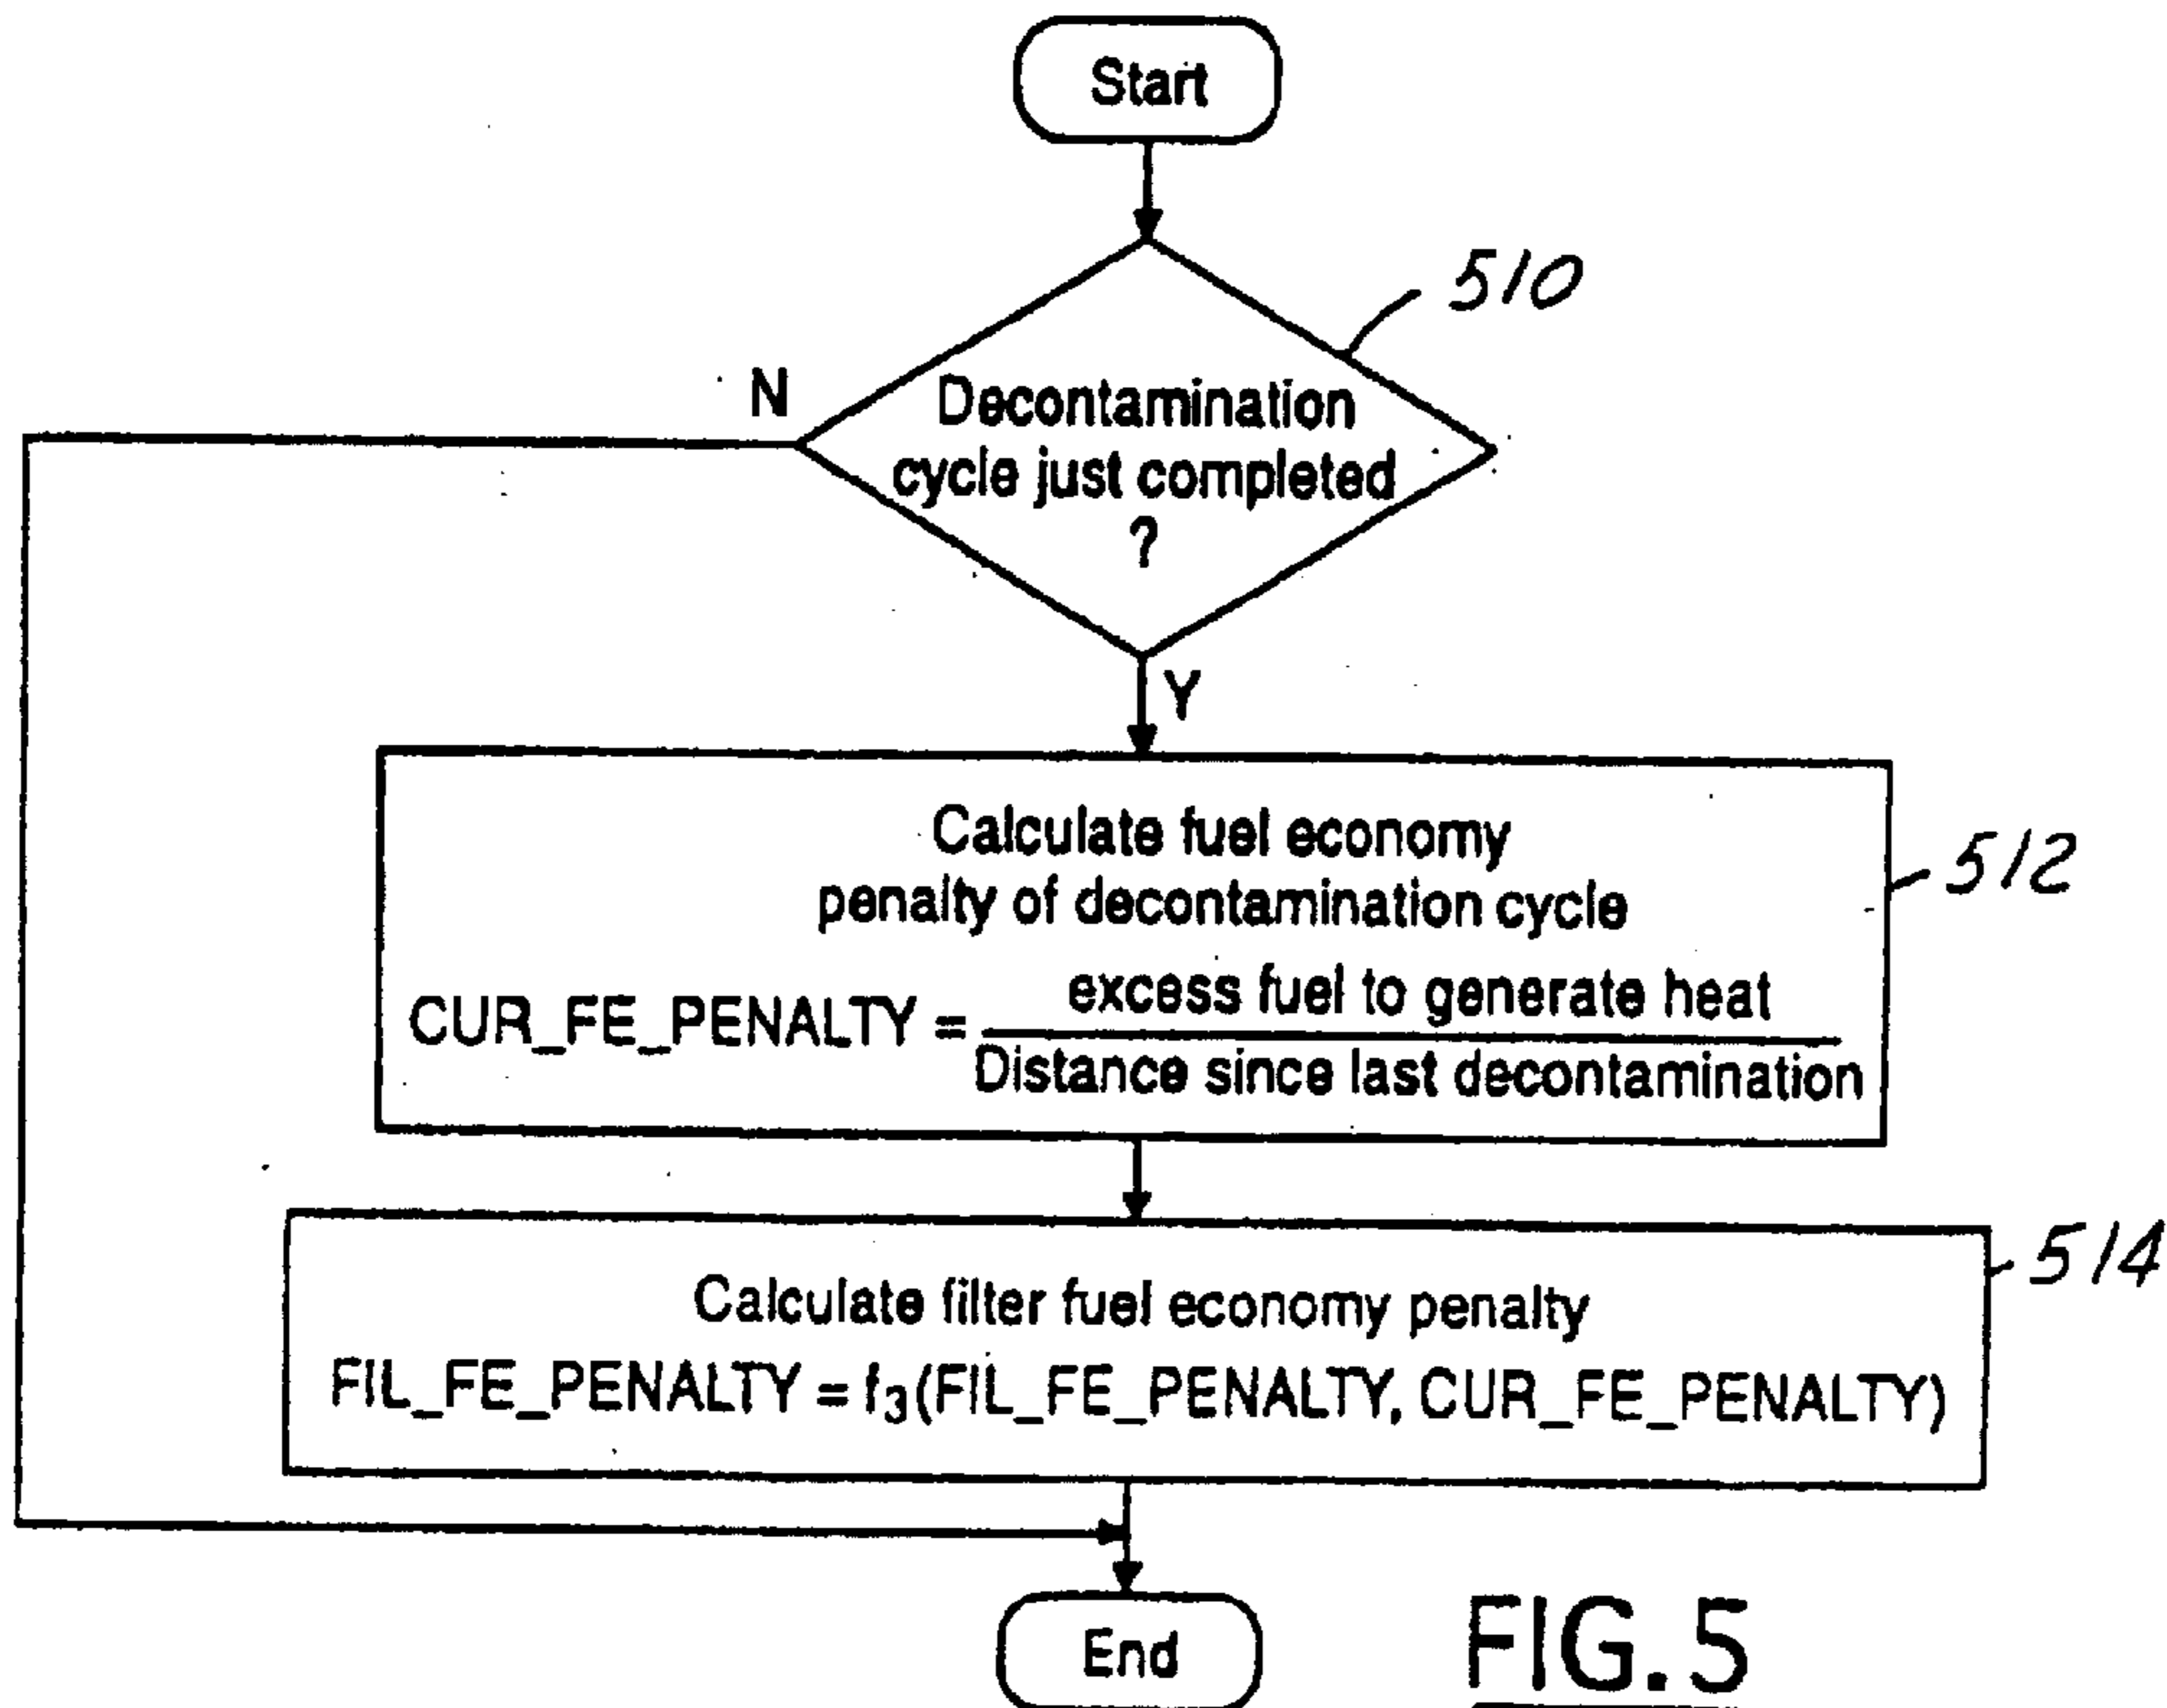 Start
510
N
Decontamination
cycle just completed
?
Y
Calculate fuel economy
penalty of decontamination cycle
512
CUR_FE_PENALTY = excess fuel to generate heat
Distance since last decontamination
514
Calculate filter fuel economy penalty
FIL_FE_PENALTY = f3(FIL_FE_PENALTY, CUR_FE_PENALTY)
End
FIG.5